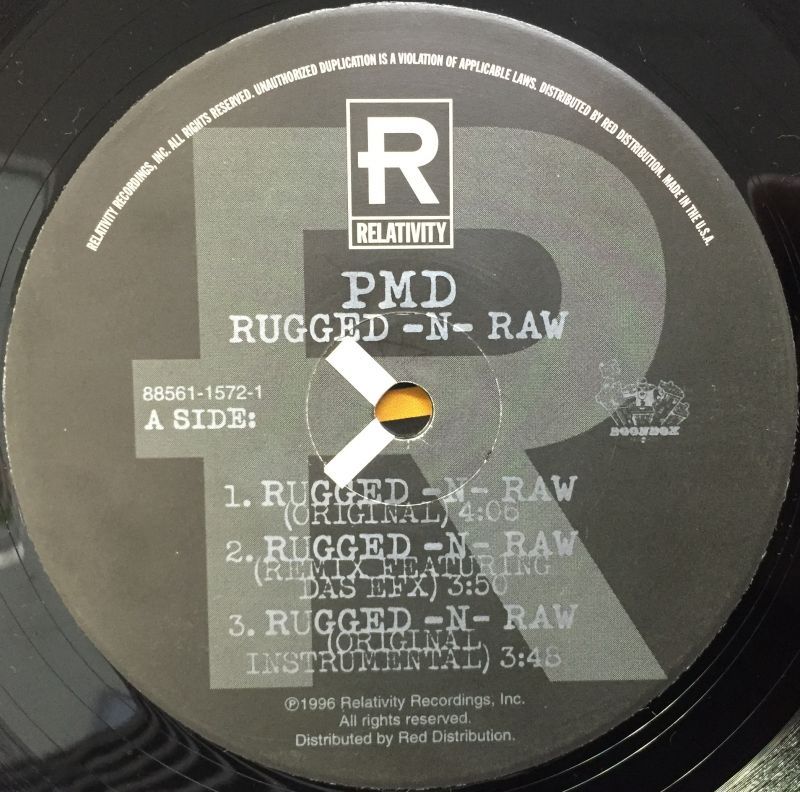 RELATIVITY RECORDINGS, INC. ALL RIGHTS RESERVED. UNAUTHORIZED DUPLICATION IS A VIOLATION OF APPLICABLE LAWS. DISTRIBUTED BY RED DISTRIBUTION. MADE IN THE U.S.A.
R
RELATIVITY
PMD
RUGGED -N- RAW
88561-1572-1
A SIDE:
BOONDOX
1. RUGGED -N- RAW
(ORIGINAL) 4:06
2. RUGGED -N- RAW
(REMIX FEATURING
DAS EFX) 3:50
3. RUGGED -N- RAW
(ORIGINAL
INSTRUMENTAL) 3:48
℗1996 Relativity Recordings, Inc.
All rights reserved.
Distributed by Red Distribution.